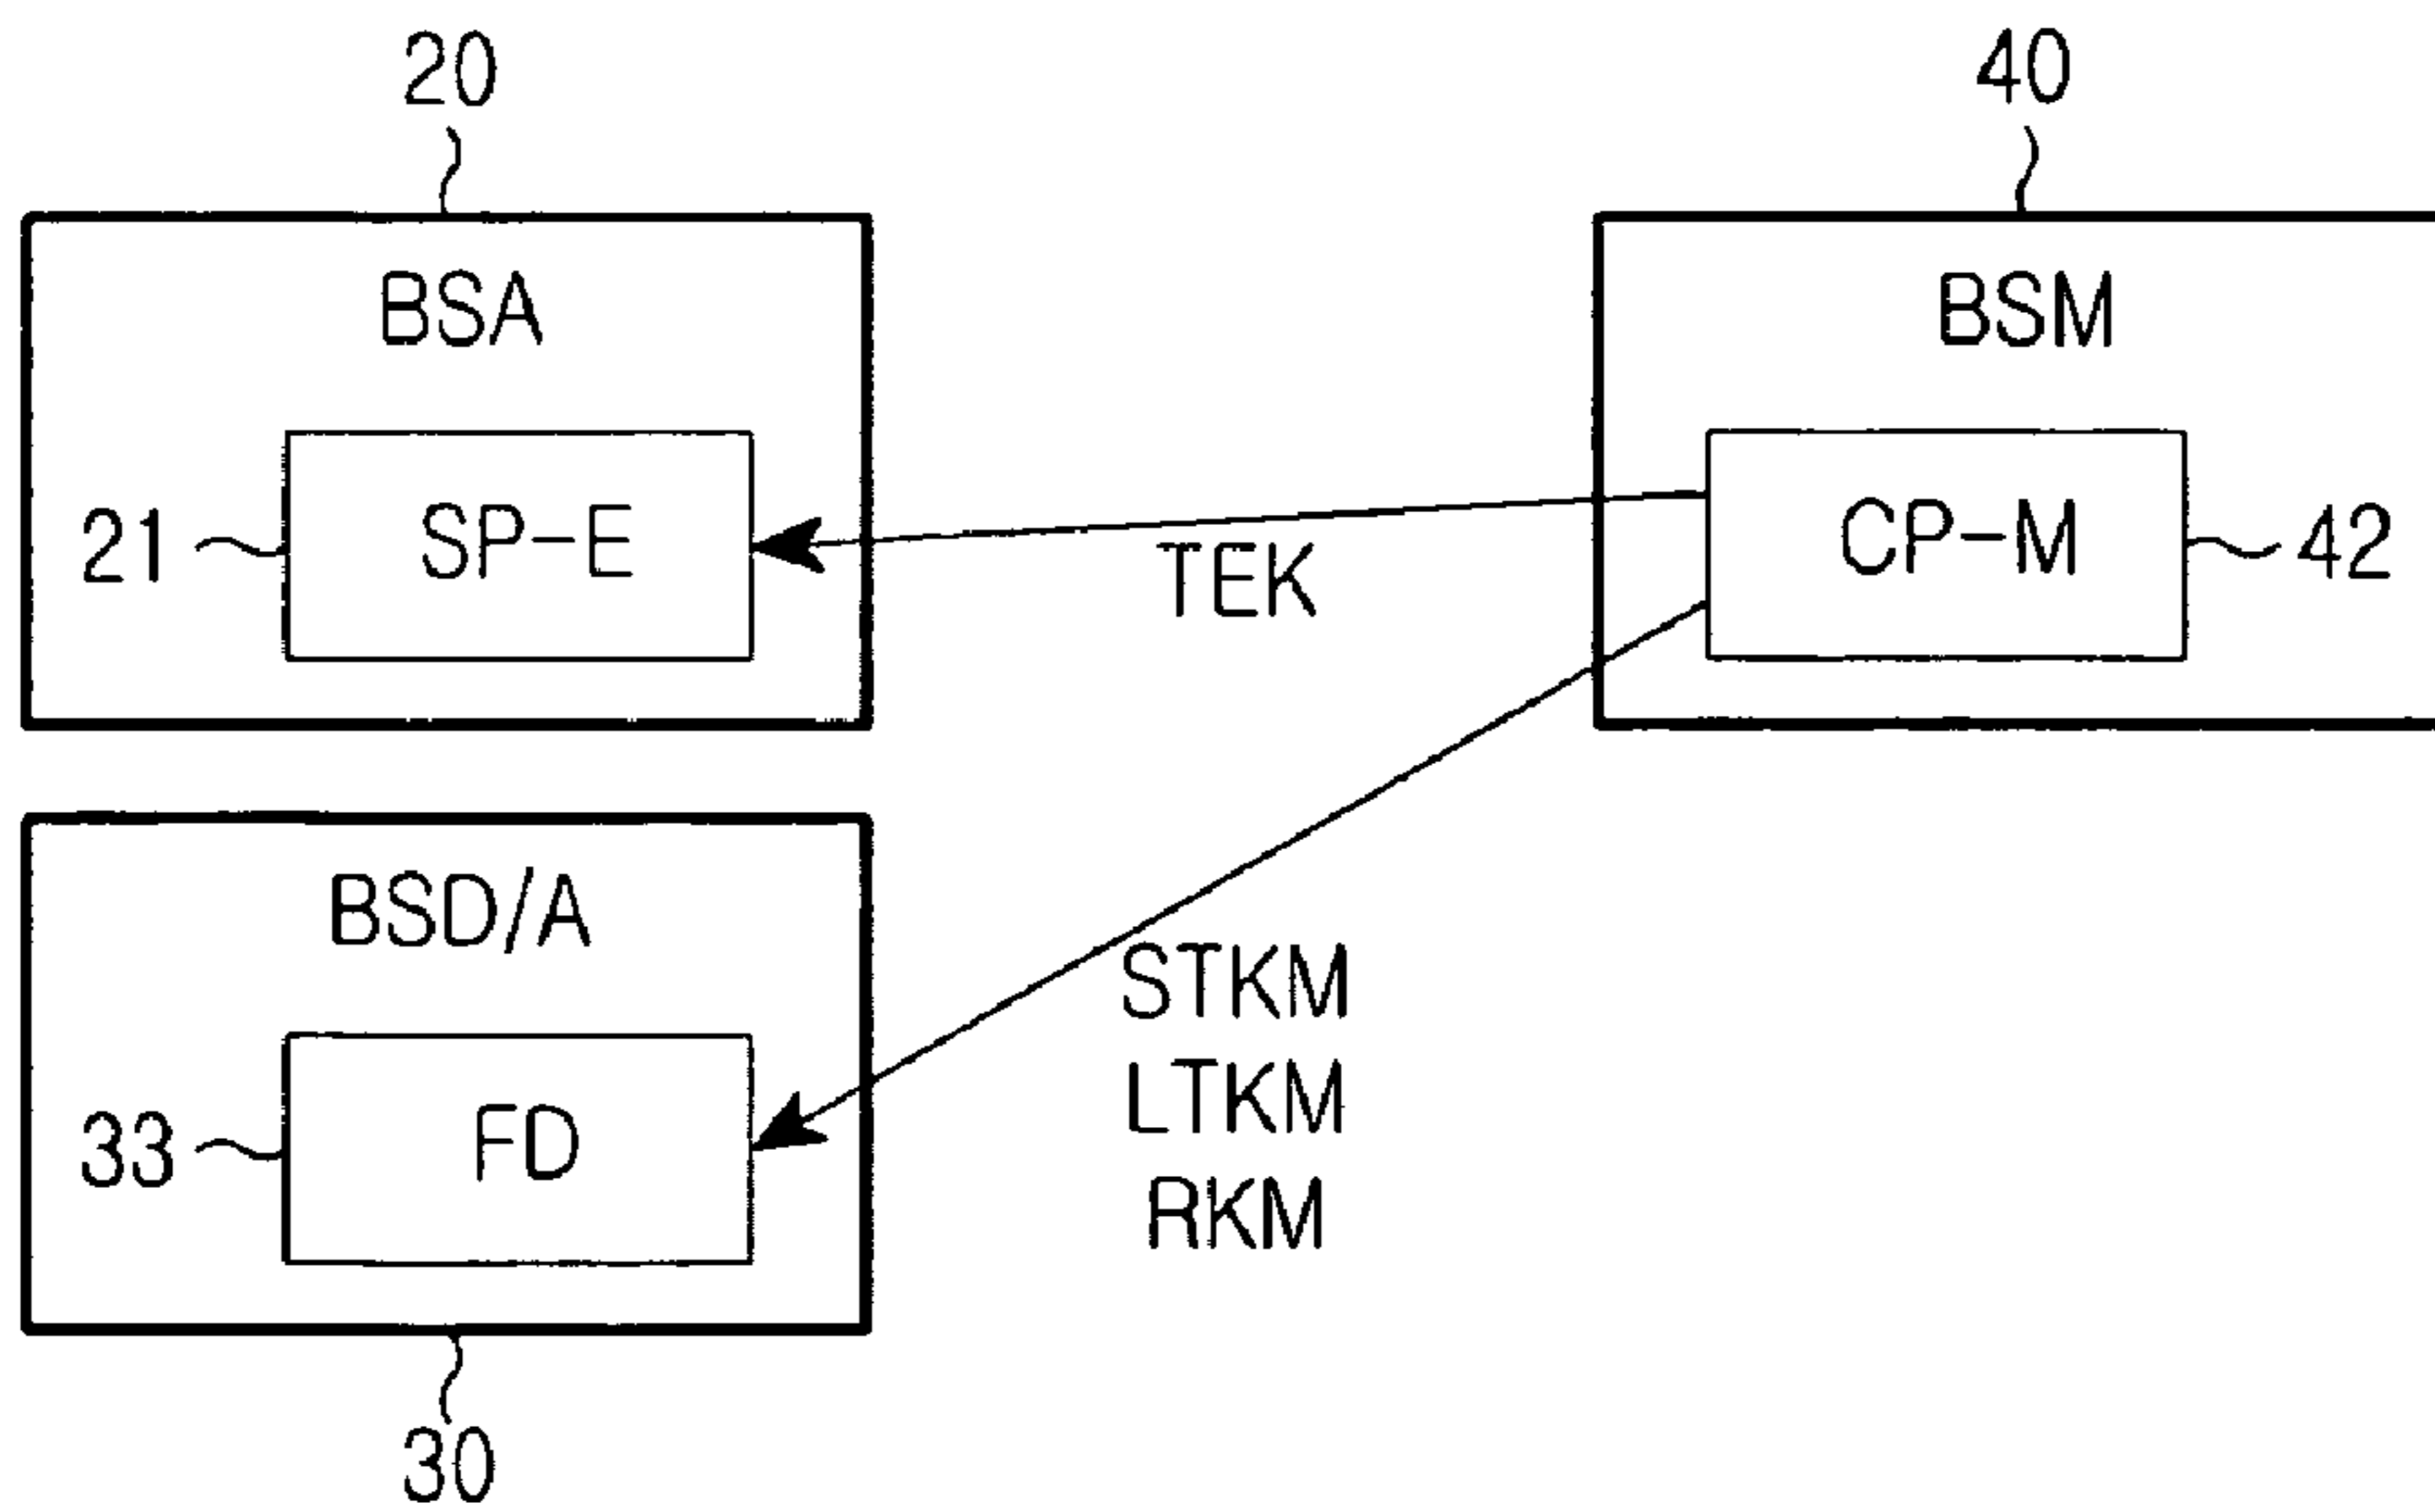 20
40
BSA
BSM
21
SP-E
TEK
CP-M
42
BSD/A
STKM
LTKM
RKM
33
FD
30